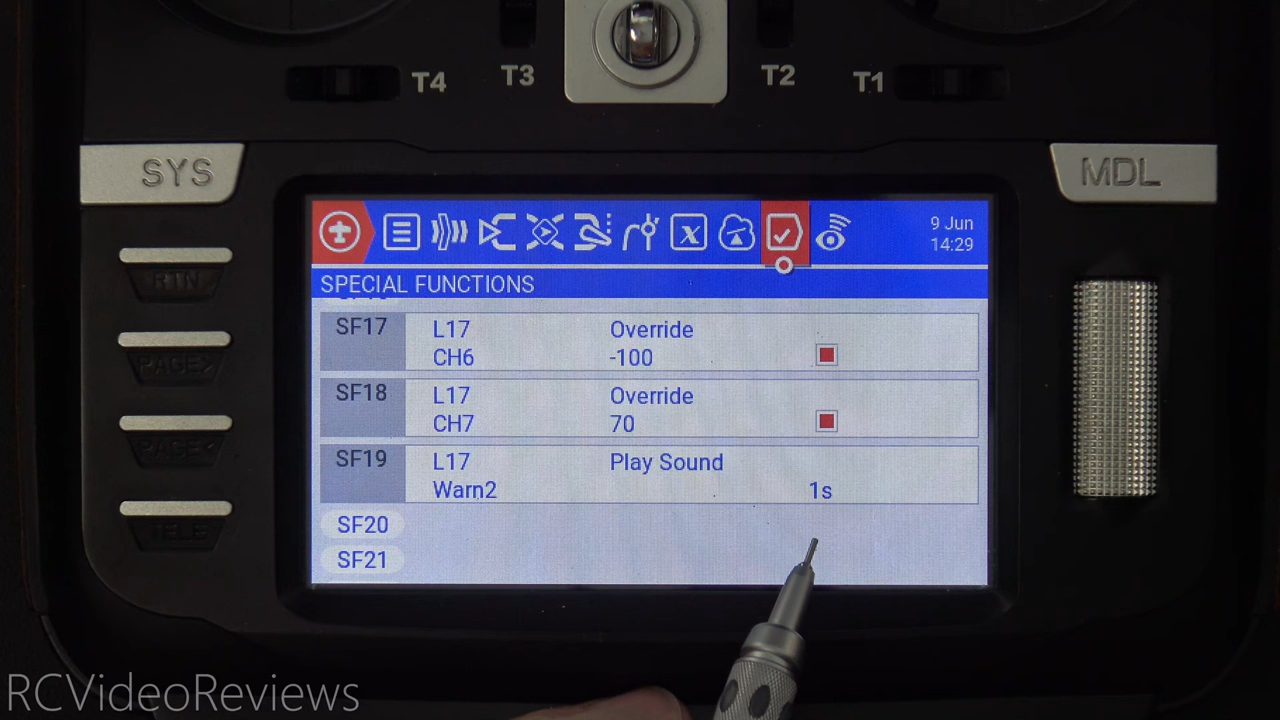 T4 T3 T2 T1
SYS
MDL
9 Jun
14:29
SPECIAL FUNCTIONS
SF17 L17 Override
CH6 -100
SF18 L17 Override
CH7 70
SF19 L17 Play Sound
Warn2 1s
SF20
SF21
RTN
PAGE>
PAGE<
TELE
RCVideoReviews